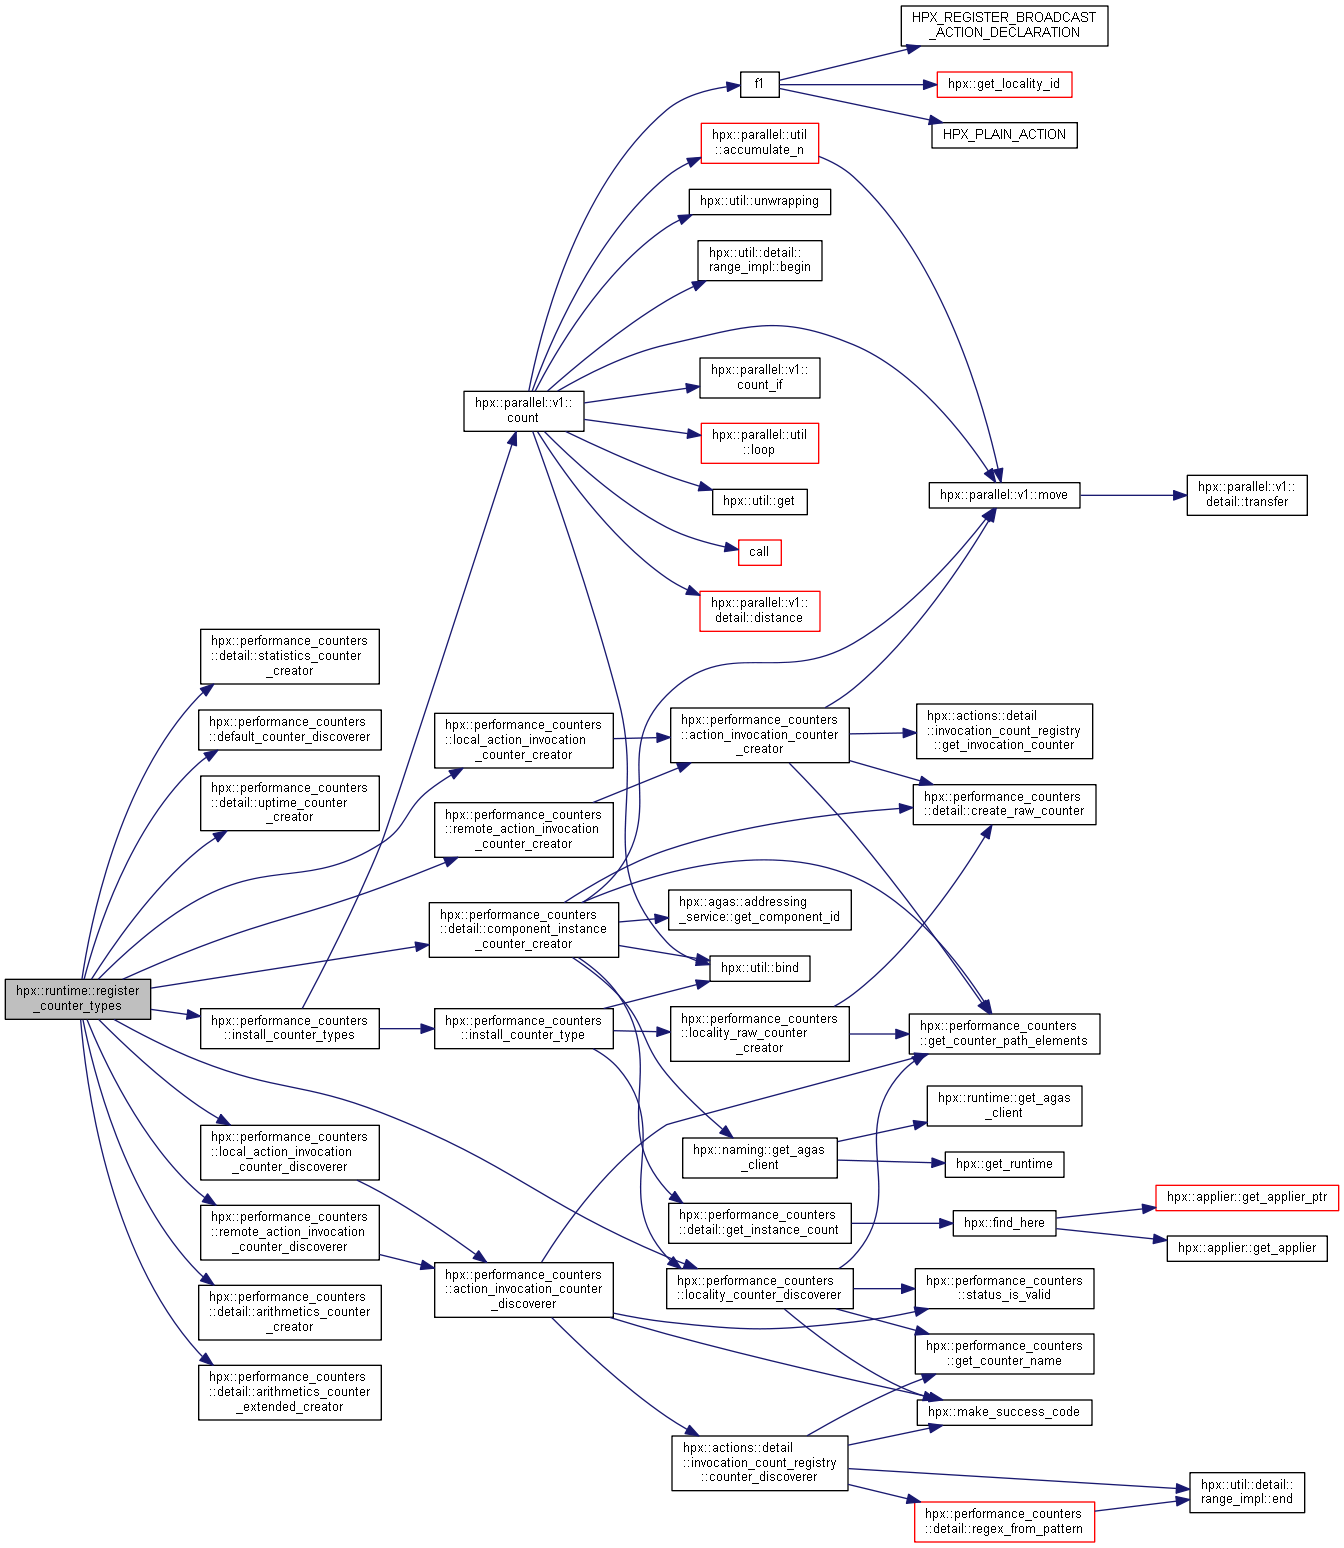 HPX_REGISTER_BROADCAST
_ACTION_DECLARATION
f1
hpx::get_locality_id
HPX_PLAIN_ACTION
hpx::parallel::util
::accumulate_n
hpx::util::unwrapping
hpx::util::detail::
range_impl::begin
hpx::parallel::v1::
count_if
hpx::parallel::v1::
count
hpx::parallel::util
::loop
hpx::util::get
hpx::parallel::v1::move
hpx::parallel::v1::
detail::transfer
call
hpx::parallel::v1::
detail::distance
hpx::performance_counters
::detail::statistics_counter
_creator
hpx::performance_counters
::default_counter_discoverer
hpx::performance_counters
::local_action_invocation
_counter_creator
hpx::performance_counters
::action_invocation_counter
_creator
hpx::actions::detail
::invocation_count_registry
::get_invocation_counter
hpx::performance_counters
::detail::uptime_counter
_creator
hpx::performance_counters
::remote_action_invocation
_counter_creator
hpx::performance_counters
::detail::create_raw_counter
hpx::performance_counters
::detail::component_instance
_counter_creator
hpx::agas::addressing
_service::get_component_id
hpx::util::bind
hpx::runtime::register
_counter_types
hpx::performance_counters
::install_counter_types
hpx::performance_counters
::install_counter_type
hpx::performance_counters
::locality_raw_counter
_creator
hpx::performance_counters
::get_counter_path_elements
hpx::runtime::get_agas
_client
hpx::performance_counters
::local_action_invocation
_counter_discoverer
hpx::naming::get_agas
_client
hpx::get_runtime
hpx::performance_counters
::remote_action_invocation
_counter_discoverer
hpx::performance_counters
::detail::get_instance_count
hpx::find_here
hpx::applier::get_applier_ptr
hpx::applier::get_applier
hpx::performance_counters
::action_invocation_counter
_discoverer
hpx::performance_counters
::locality_counter_discoverer
hpx::performance_counters
::status_is_valid
hpx::performance_counters
::detail::arithmetics_counter
_creator
hpx::performance_counters
::get_counter_name
hpx::performance_counters
::detail::arithmetics_counter
_extended_creator
hpx::make_success_code
hpx::actions::detail
::invocation_count_registry
::counter_discoverer
hpx::util::detail::
range_impl::end
hpx::performance_counters
::detail::regex_from_pattern